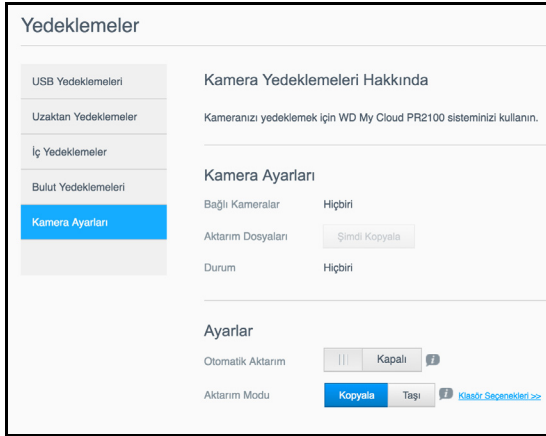 Yedeklemeler
USB Yedeklemeleri
Uzaktan Yedeklemeler
İç Yedeklemeler
Bulut Yedeklemeleri
Kamera Ayarları
Kamera Yedeklemeleri Hakkında
Kameranızı yedeklemek için WD My Cloud PR2100 sisteminizi kullanın.
Kamera Ayarları
Bağlı Kameralar Hiçbiri
Aktarım Dosyaları Şimdi Kopyala
Durum Hiçbiri
Ayarlar
Otomatik Aktarım Kapalı
Aktarım Modu Kopyala Taşı Klasör Seçenekleri >>